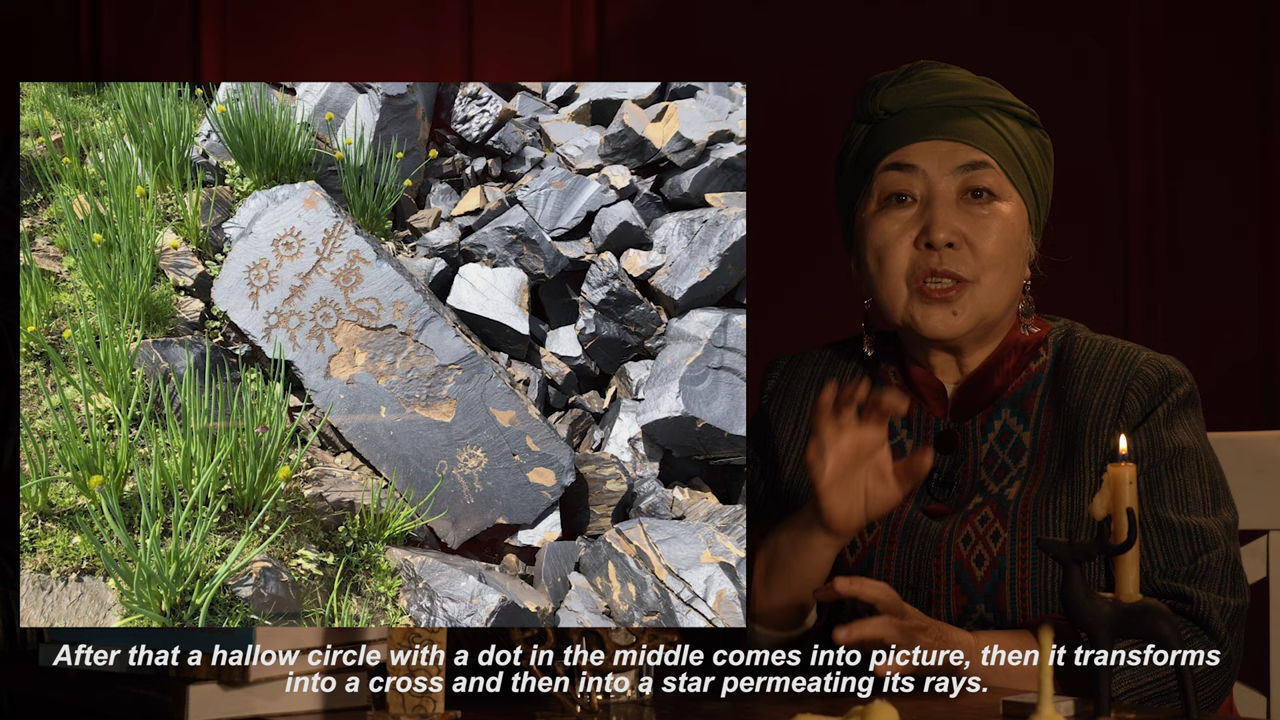 After that a hallow circle with a dot in the middle comes into picture, then it transforms
into a cross and then into a star permeating its rays.